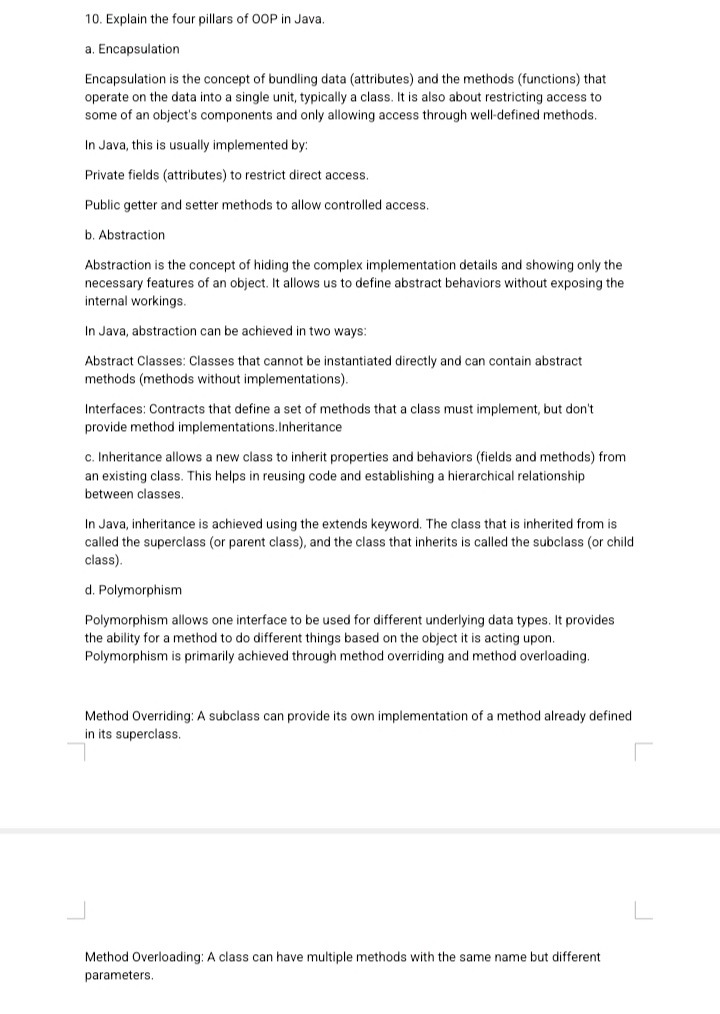 10. Explain the four pillars of OOP in Java.
a. Encapsulation
Encapsulation is the concept of bundling data (attributes) and the methods (functions) that
operate on the data into a single unit, typically a class. It is also about restricting access to
some of an object's components and only allowing access through well-defined methods.
In Java, this is usually implemented by:
Private fields (attributes) to restrict direct access.
Public getter and setter methods to allow controlled access.
b. Abstraction
Abstraction is the concept of hiding the complex implementation details and showing only the
necessary features of an object. It allows us to define abstract behaviors without exposing the
internal workings.
In Java, abstraction can be achieved in two ways:
Abstract Classes: Classes that cannot be instantiated directly and can contain abstract
methods (methods without implementations).
Interfaces: Contracts that define a set of methods that a class must implement, but don't
provide method implementations.Inheritance
c. Inheritance allows a new class to inherit properties and behaviors (fields and methods) from
an existing class. This helps in reusing code and establishing a hierarchical relationship
between classes.
In Java, inheritance is achieved using the extends keyword. The class that is inherited from is
called the superclass (or parent class), and the class that inherits is called the subclass (or child
class).
d. Polymorphism
Polymorphism allows one interface to be used for different underlying data types. It provides
the ability for a method to do different things based on the object it is acting upon.
Polymorphism is primarily achieved through method overriding and method overloading.
Method Overriding: A subclass can provide its own implementation of a method already defined
in its superclass.
Method Overloading: A class can have multiple methods with the same name but different
parameters.